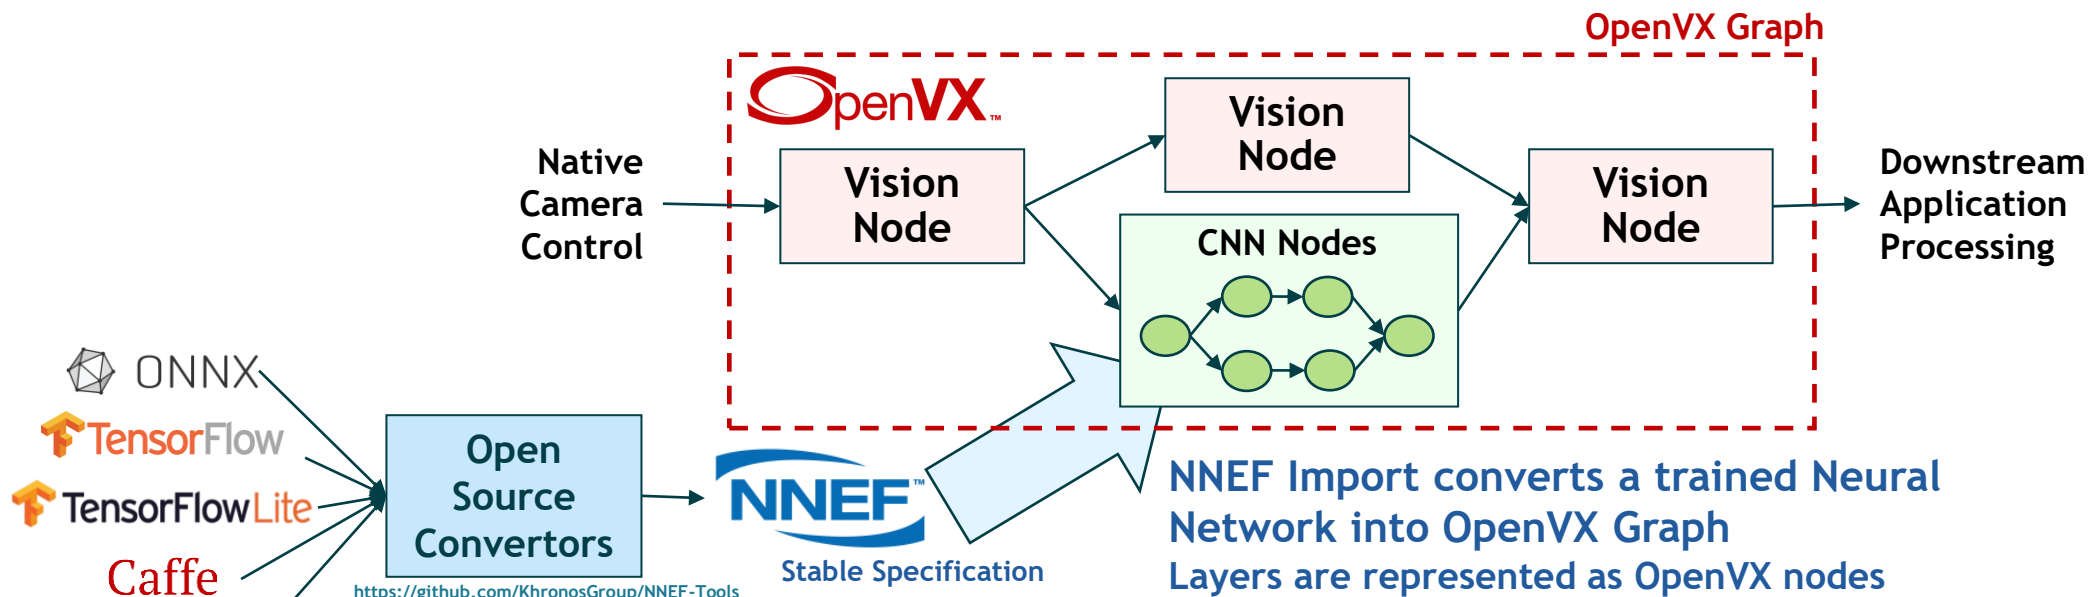 OpenVX Graph
OpenVX™
Native
Camera
Control
Vision
Node
Vision
Node
CNN Nodes
Vision
Node
Downstream
Application
Processing
ONNX
TensorFlow
TensorFlow Lite
Caffe
Open
Source
Convertors
https://github.com/KhronosGroup/NNEF-Tools
NNEF™
Stable Specification
NNEF Import converts a trained Neural
Network into OpenVX Graph
Layers are represented as OpenVX nodes